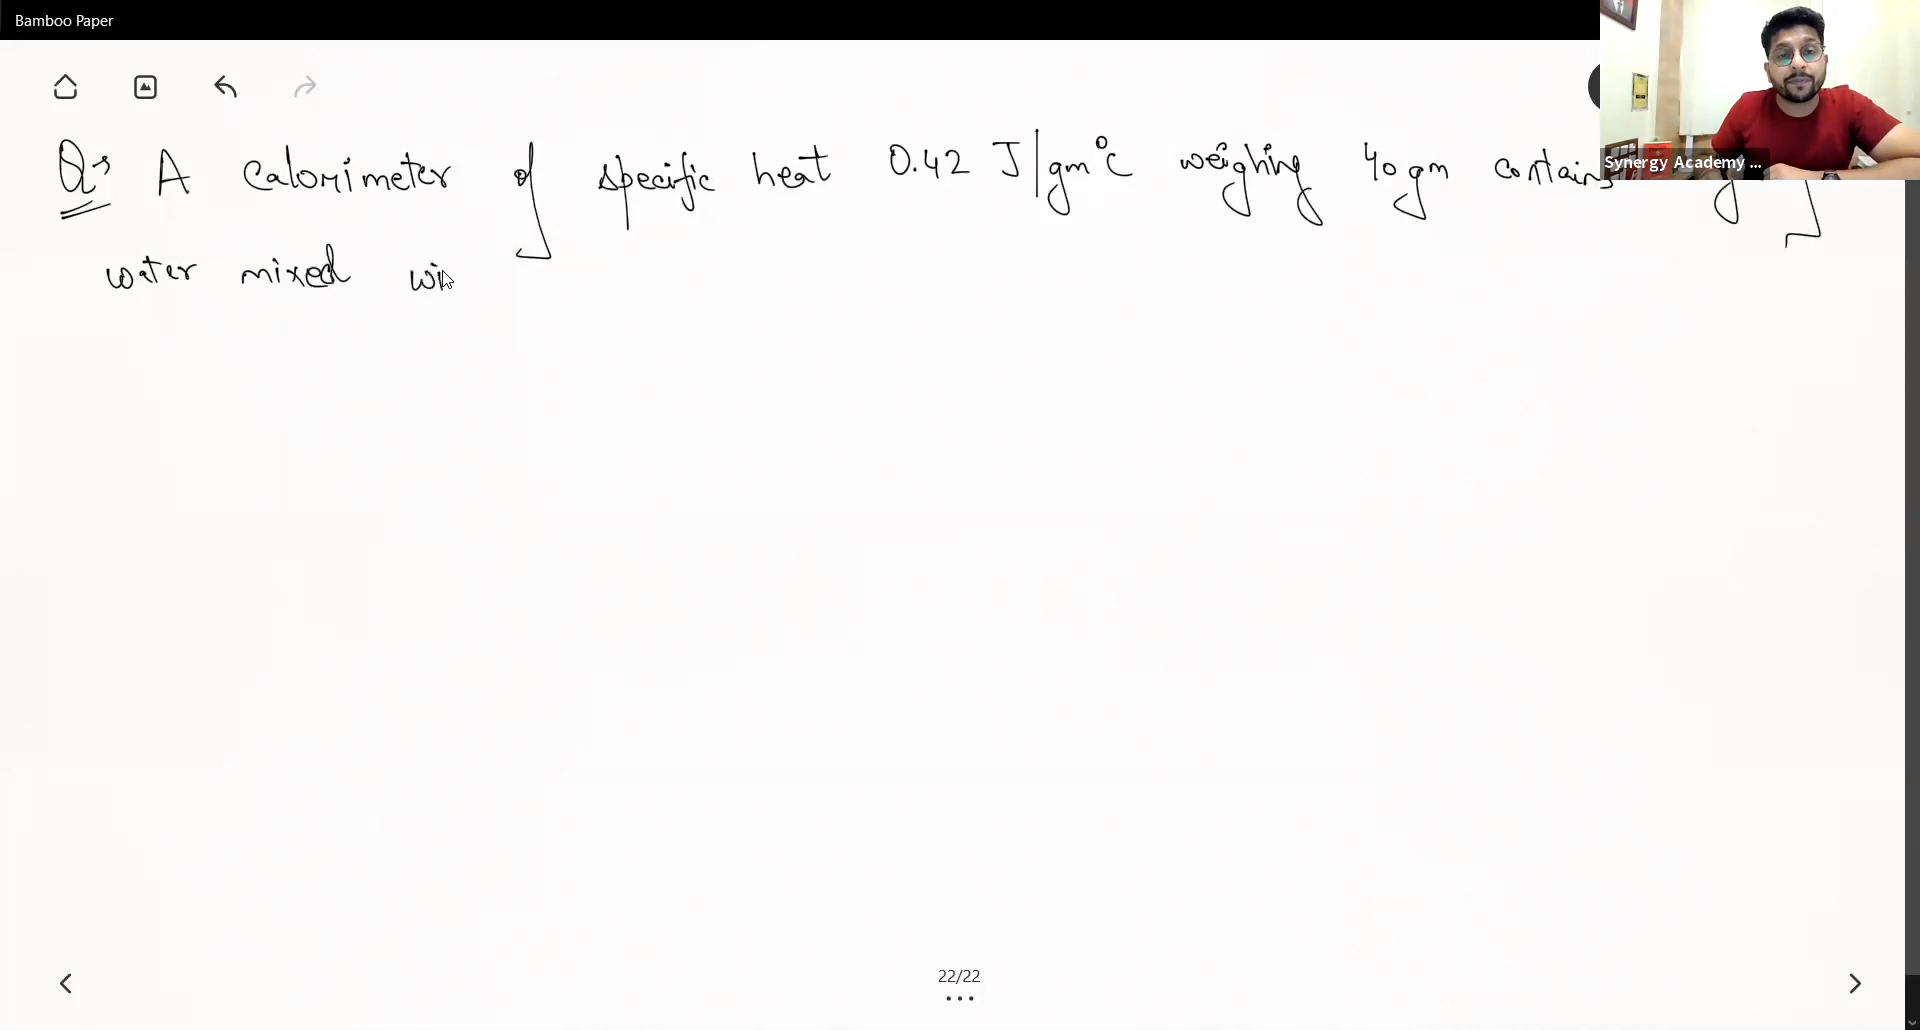 Bamboo Paper
Synergy Academy ...
Qs A calorimeter of specific heat 0.42 J/gm°C weighing 40 gm contains
water mixed wi
22/22